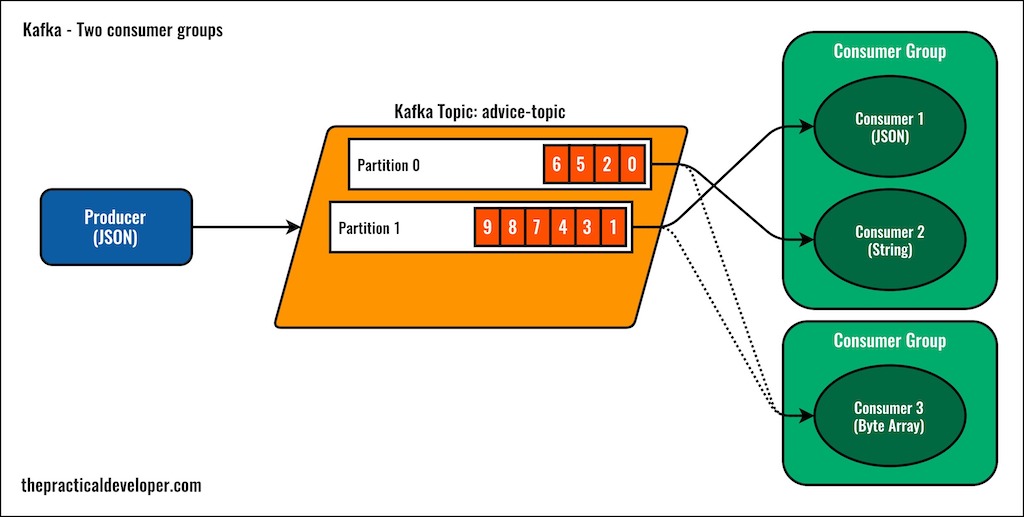 Kafka - Two consumer groups
Kafka Topic: advice-topic
Partition 0
6 5 2 0
Partition 1
9 8 7 4 3 1
Producer
(JSON)
Consumer Group
Consumer 1
(JSON)
Consumer 2
(String)
Consumer Group
Consumer 3
(Byte Array)
thepracticaldeveloper.com